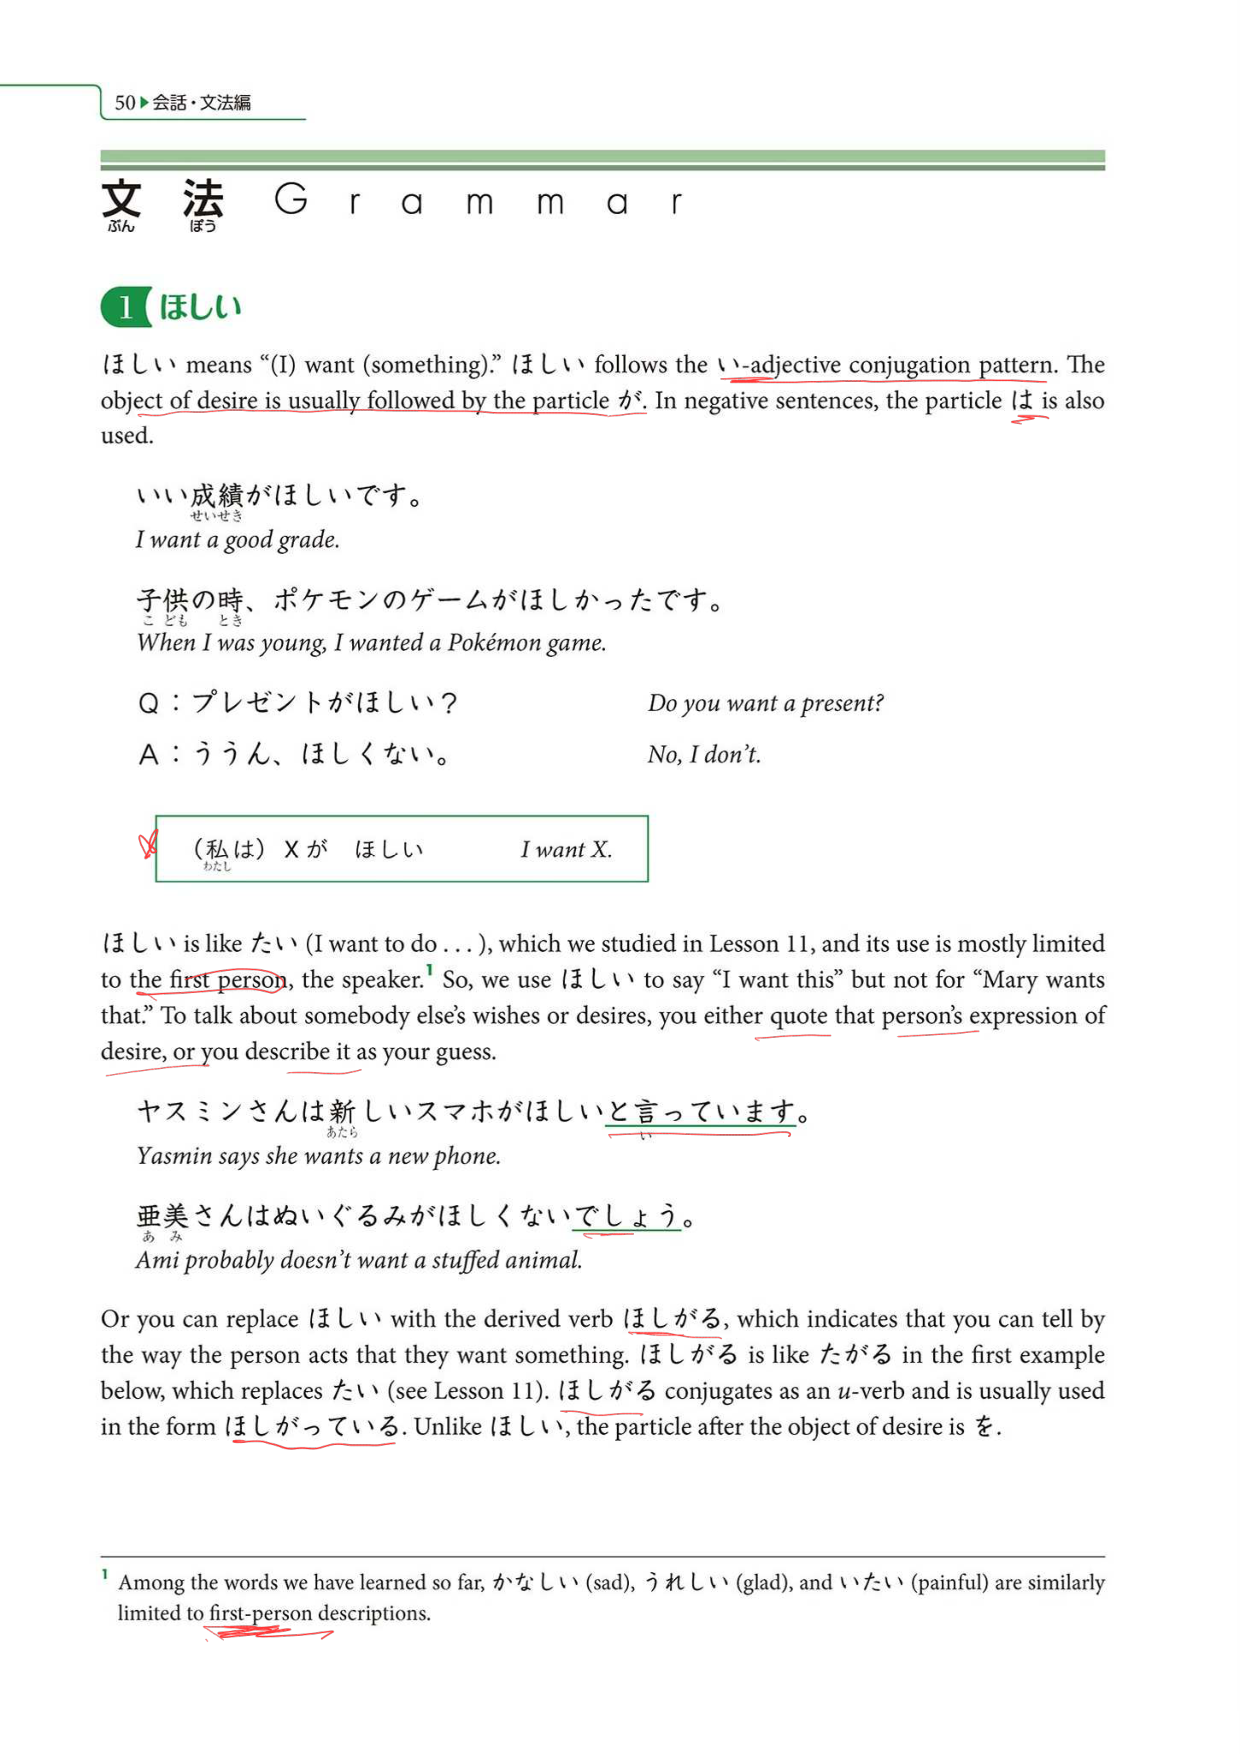 50▶会話・文法編
文法 Grammar
ぶん ぽう
1 ほしい
ほしい means “(I) want (something).” ほしい follows the い-adjective conjugation pattern. The
object of desire is usually followed by the particle が. In negative sentences, the particle は is also
used.
いい成績がほしいです。
せいせき
I want a good grade.
子供の時、ポケモンのゲームがほしかったです。
こ ども とき
When I was young, I wanted a Pokémon game.
Q：プレゼントがほしい？ Do you want a present?
A：ううん、ほしくない。 No, I don’t.
（私は）Xが ほしい I want X.
わたし
ほしい is like たい (I want to do . . . ), which we studied in Lesson 11, and its use is mostly limited
to the first person, the speaker.1 So, we use ほしい to say “I want this” but not for “Mary wants
that.” To talk about somebody else’s wishes or desires, you either quote that person’s expression of
desire, or you describe it as your guess.
ヤスミンさんは新しいスマホがほしいと言っています。
あたら い
Yasmin says she wants a new phone.
亜美さんはぬいぐるみがほしくないでしょう。
あ み
Ami probably doesn’t want a stuffed animal.
Or you can replace ほしい with the derived verb ほしがる, which indicates that you can tell by
the way the person acts that they want something. ほしがる is like たがる in the first example
below, which replaces たい (see Lesson 11). ほしがる conjugates as an u-verb and is usually used
in the form ほしがっている. Unlike ほしい, the particle after the object of desire is を.
1 Among the words we have learned so far, かなしい (sad), うれしい (glad), and いたい (painful) are similarly
limited to first-person descriptions.